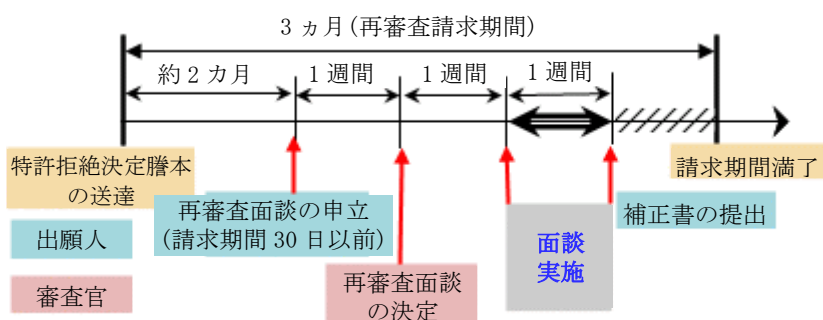 3 ヵ月(再審査請求期間)
約 2 カ月
1 週間
1 週間
1 週間
特許拒絶決定謄本
の送達
請求期間満了
出願人
再審査面談の申立
(請求期間 30 日以前)
補正書の提出
面談
実施
審査官
再審査面談
の決定